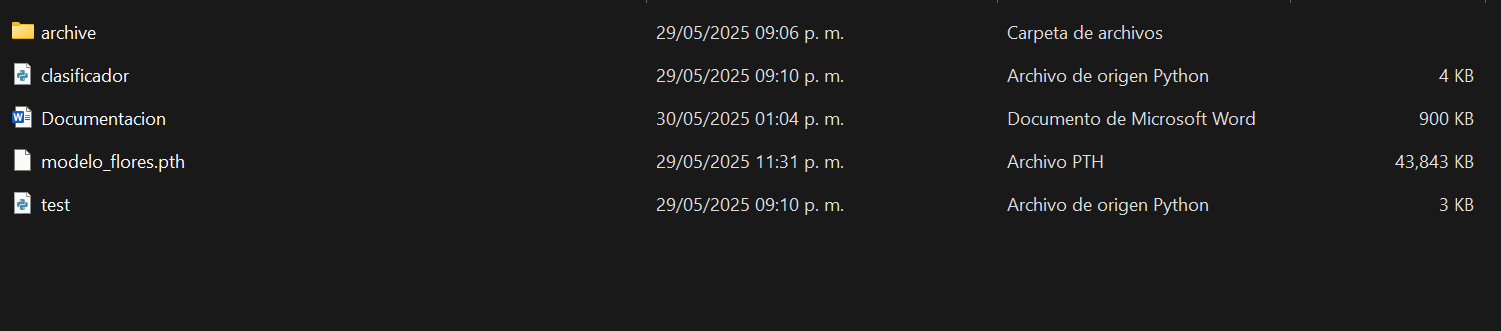 archive 29/05/2025 09:06 p. m. Carpeta de archivos
clasificador 29/05/2025 09:10 p. m. Archivo de origen Python 4 KB
Documentacion 30/05/2025 01:04 p. m. Documento de Microsoft Word 900 KB
modelo_flores.pth 29/05/2025 11:31 p. m. Archivo PTH 43,843 KB
test 29/05/2025 09:10 p. m. Archivo de origen Python 3 KB